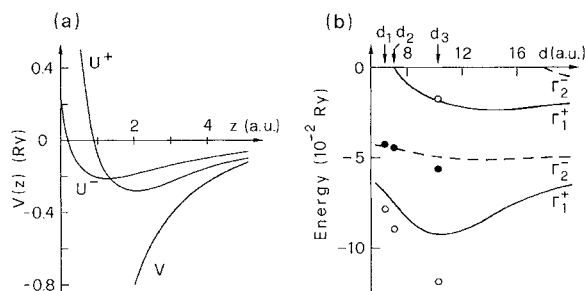 (a)
(b)
U⁺
U⁻
V
V(z) (Ry)
0.4
0
-0.4
-0.8
2
4
z (a.u.)
d₁
d₂
d₃
8
12
16
d (a.u.)
Energy (10⁻² Ry)
0
-5
-10
Γ₂⁻
Γ₁⁺
Γ₂⁻
Γ₁⁺